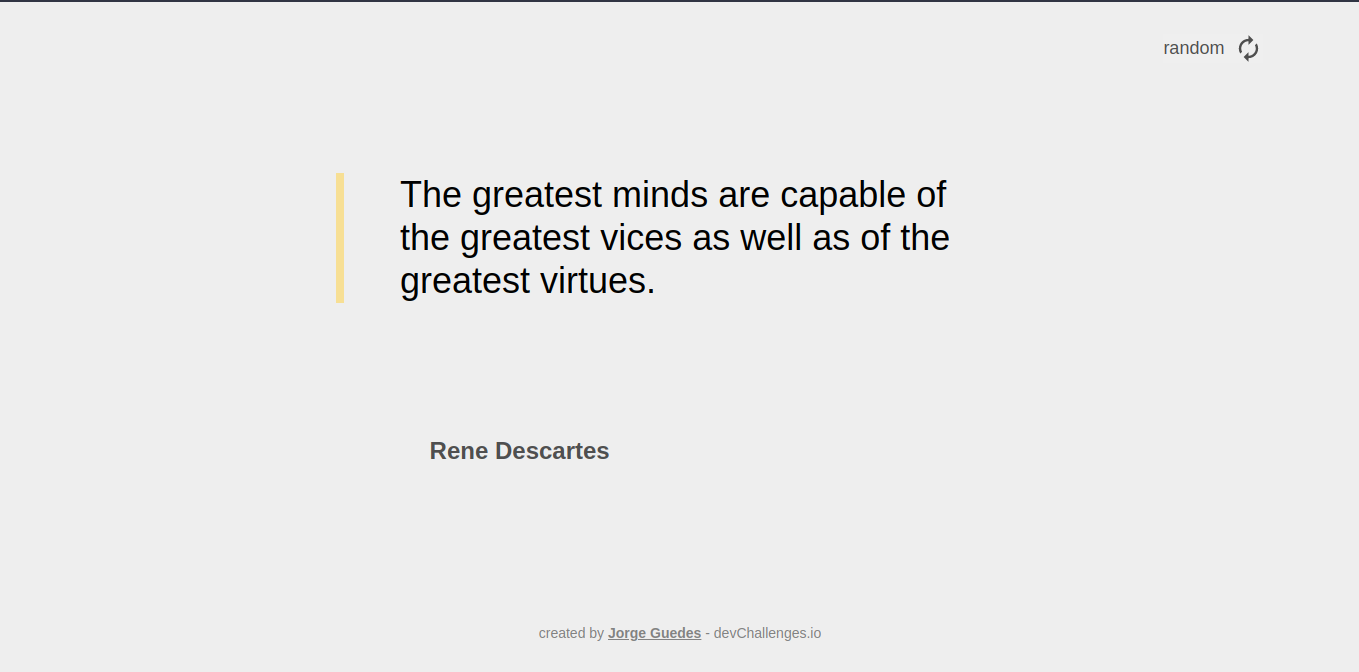 random
The greatest minds are capable of
the greatest vices as well as of the
greatest virtues.
Rene Descartes
created by Jorge Guedes - devChallenges.io